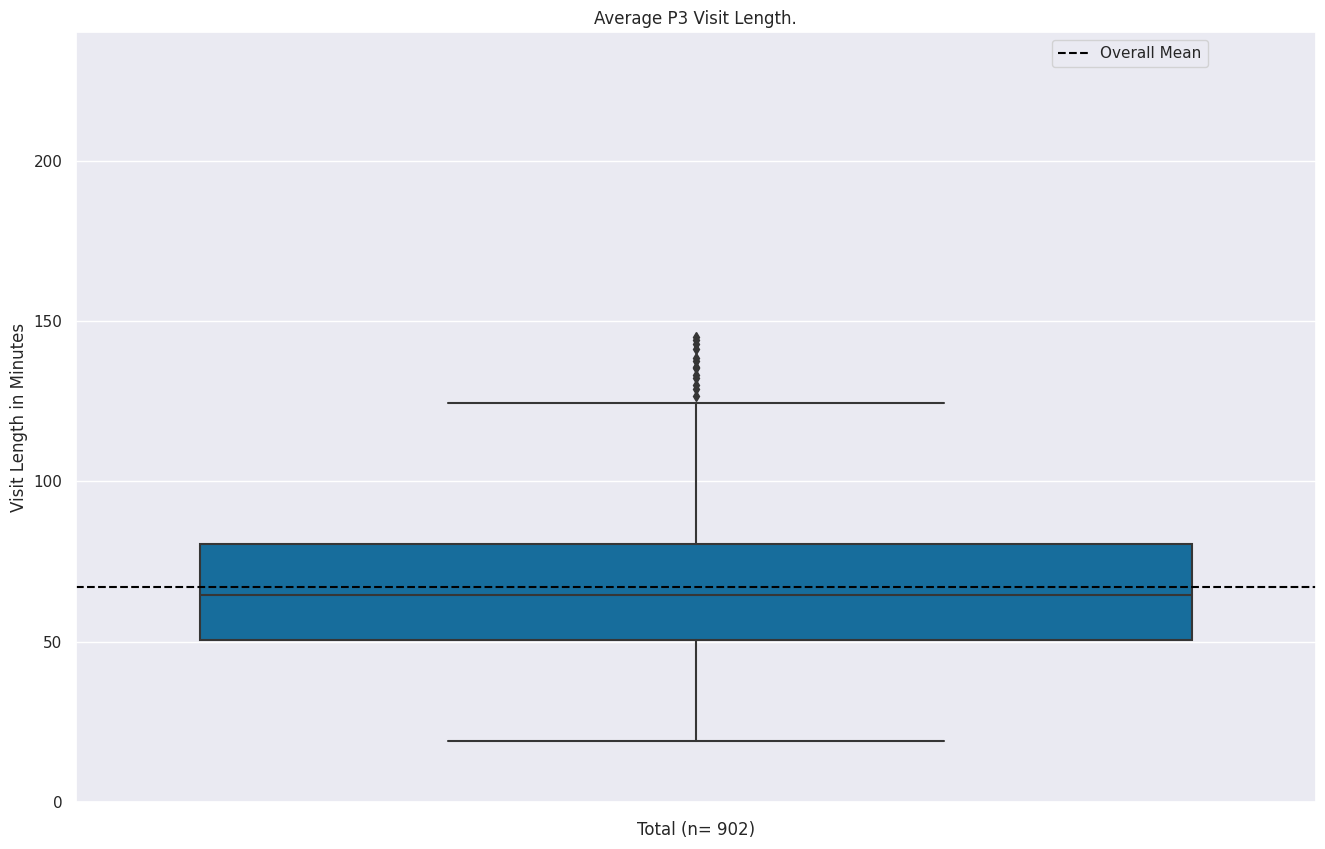 Average P3 Visit Length.
Overall Mean
Visit Length in Minutes
200
150
100
50
0
Total (n= 902)